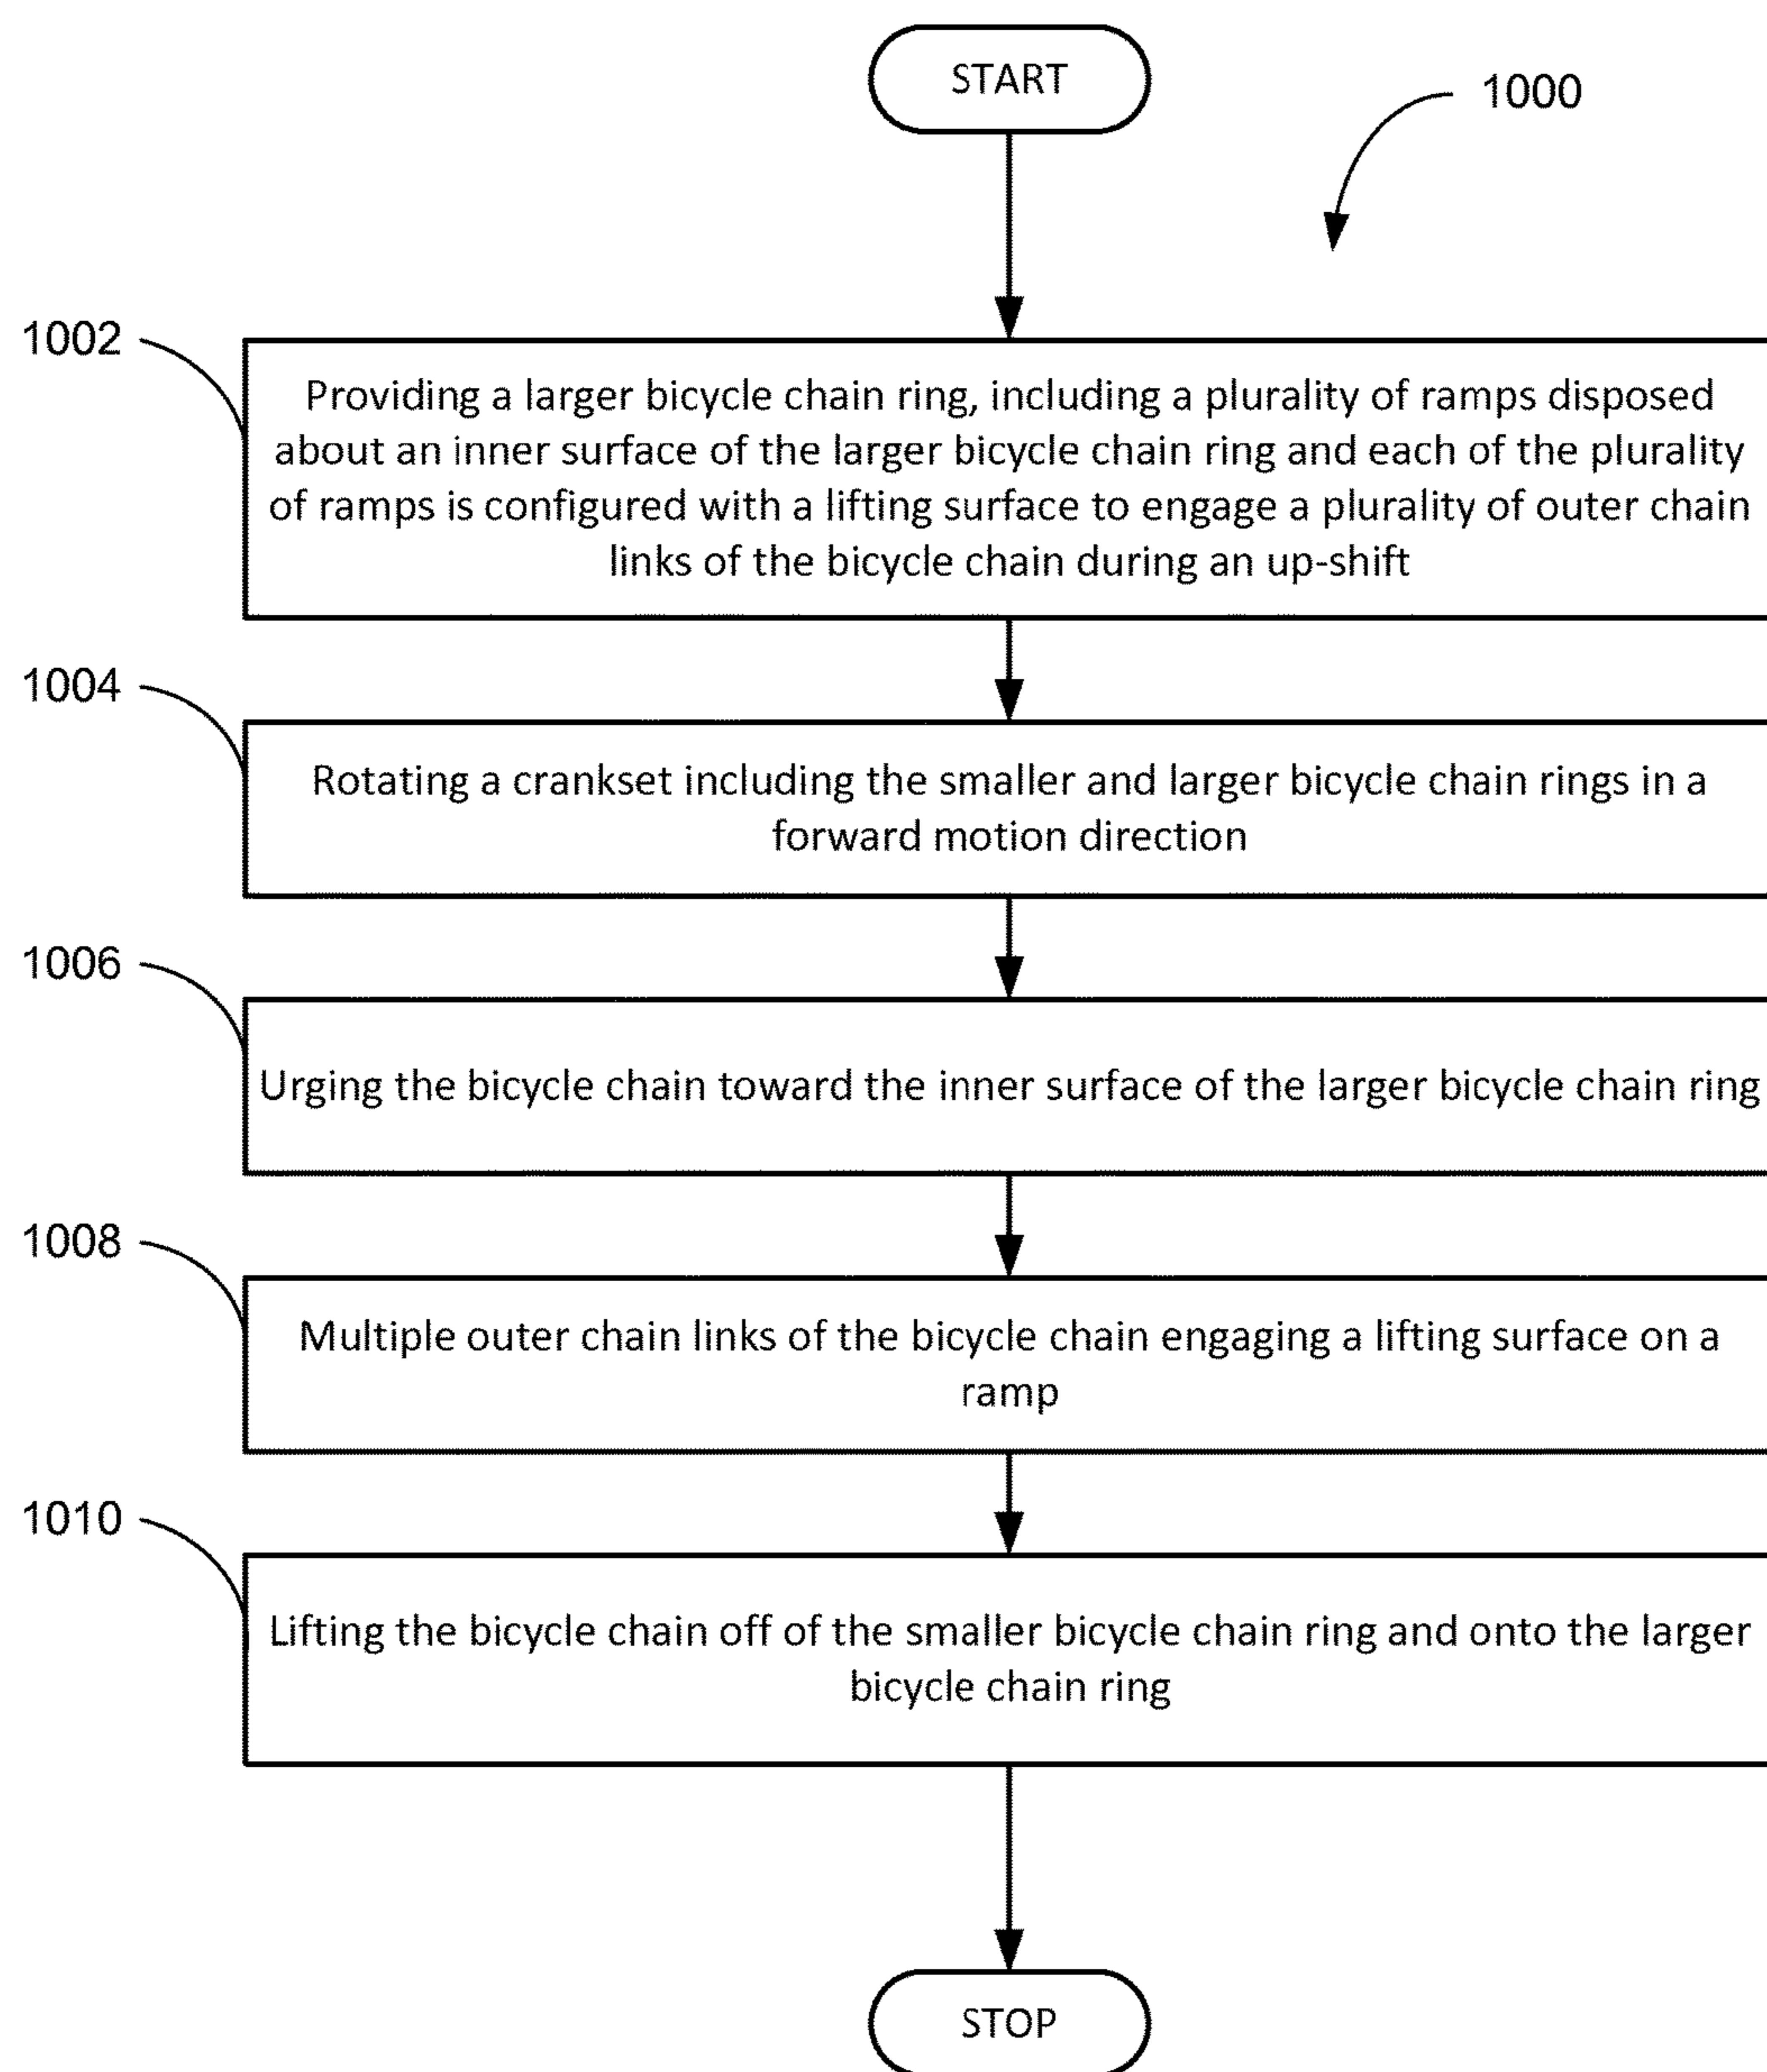 START
1000
1002
Providing a larger bicycle chain ring, including a plurality of ramps disposed
about an inner surface of the larger bicycle chain ring and each of the plurality
of ramps is configured with a lifting surface to engage a plurality of outer chain
links of the bicycle chain during an up-shift
1004
Rotating a crankset including the smaller and larger bicycle chain rings in a
forward motion direction
1006
Urging the bicycle chain toward the inner surface of the larger bicycle chain ring
1008
Multiple outer chain links of the bicycle chain engaging a lifting surface on a
ramp
1010
Lifting the bicycle chain off of the smaller bicycle chain ring and onto the larger
bicycle chain ring
STOP